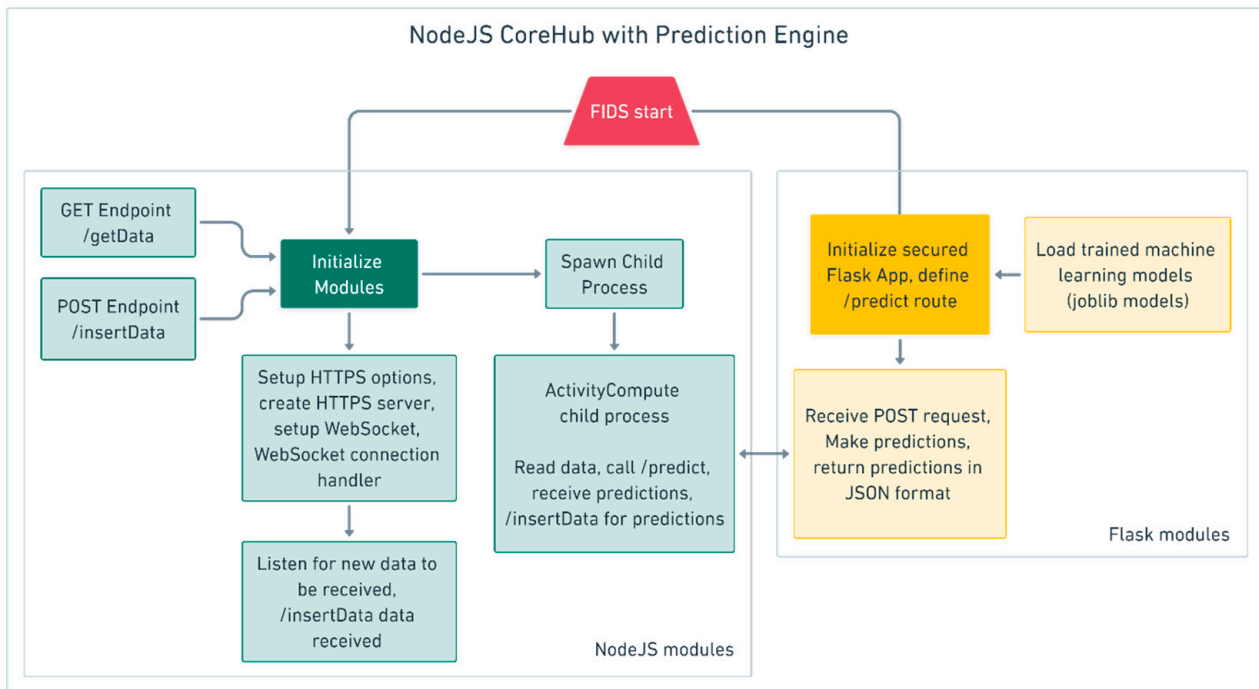 NodeJS CoreHub with Prediction Engine
FIDS start
GET Endpoint
/getData
POST Endpoint
/insertData
Initialize
Modules
Spawn Child
Process
Setup HTTPS options,
create HTTPS server,
setup WebSocket,
WebSocket connection
handler
Listen for new data to
be received,
/insertData data
received
ActivityCompute
child process
Read data, call /predict,
receive predictions,
/insertData for predictions
NodeJS modules
Initialize secured
Flask App, define
/predict route
Load trained machine
learning models
(joblib models)
Receive POST request,
Make predictions,
return predictions in
JSON format
Flask modules